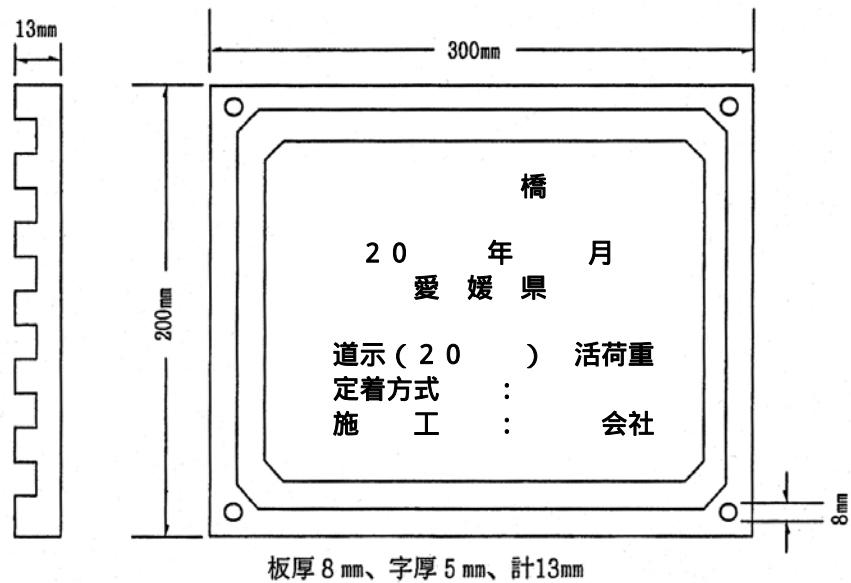 13mm
300mm
橋
20 年 月
愛媛県
200mm
道示(20 ) 活荷重
定着方式 :
施 工 : 会社
8mm
板厚8mm、字厚5mm、計13mm